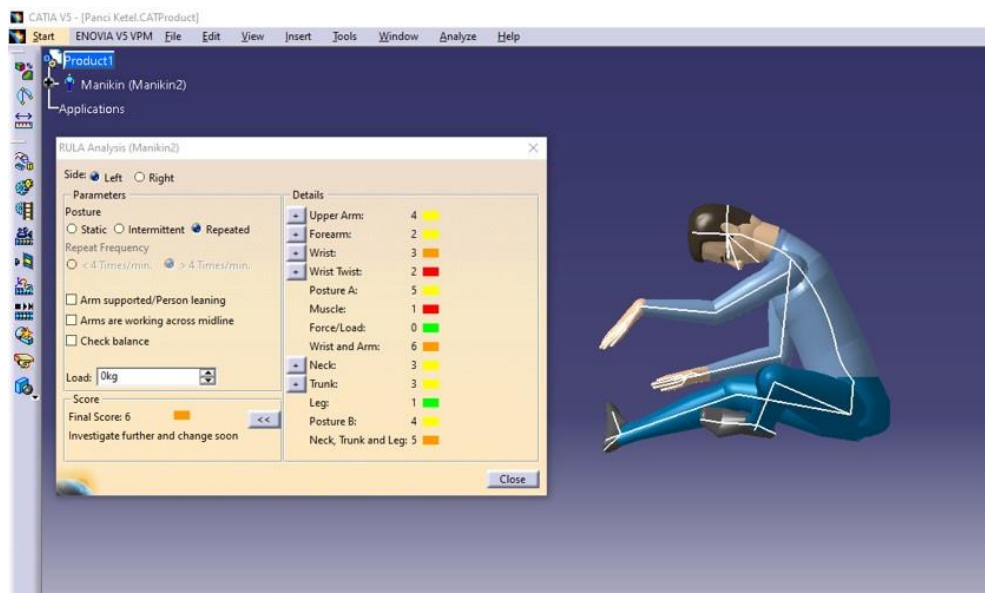 CATIA V5 - [Panci Ketel.CATProduct]
Start ENOVIA V5 VPM File Edit View Insert Tools Window Analyze Help
Product1
Manikin (Manikin2)
Applications
RULA Analysis (Manikin2)
Side: Left Right
Parameters
Posture
Static Intermittent Repeated
Repeat Frequency
< 4 Times/min. > 4 Times/min.
Arm supported/Person leaning
Arms are working across midline
Check balance
Load: 0kg
Score
Final Score: 6
<<
Investigate further and change soon
Details
+ Upper Arm: 4
+ Forearm: 2
+ Wrist: 3
+ Wrist Twist: 2
Posture A: 5
Muscle: 1
Force/Load: 0
Wrist and Arm: 6
+ Neck: 3
+ Trunk: 3
Leg: 1
Posture B: 4
Neck, Trunk and Leg: 5
Close